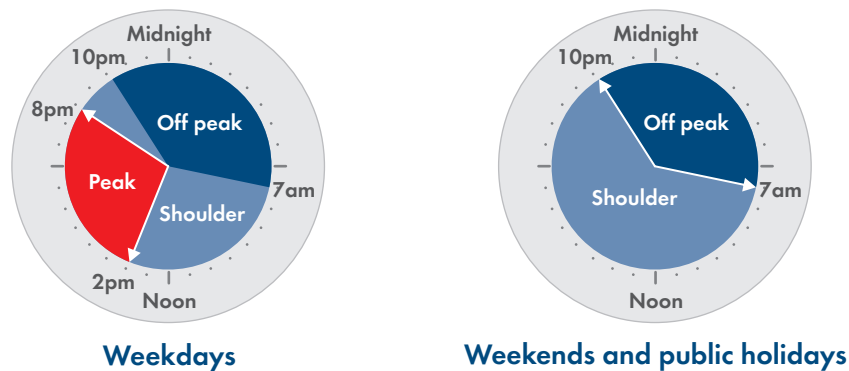 Midnight
10pm
8pm
Off peak
Peak
7am
Shoulder
2pm
Noon
Weekdays
Midnight
10pm
Off peak
7am
Shoulder
Noon
Weekends and public holidays